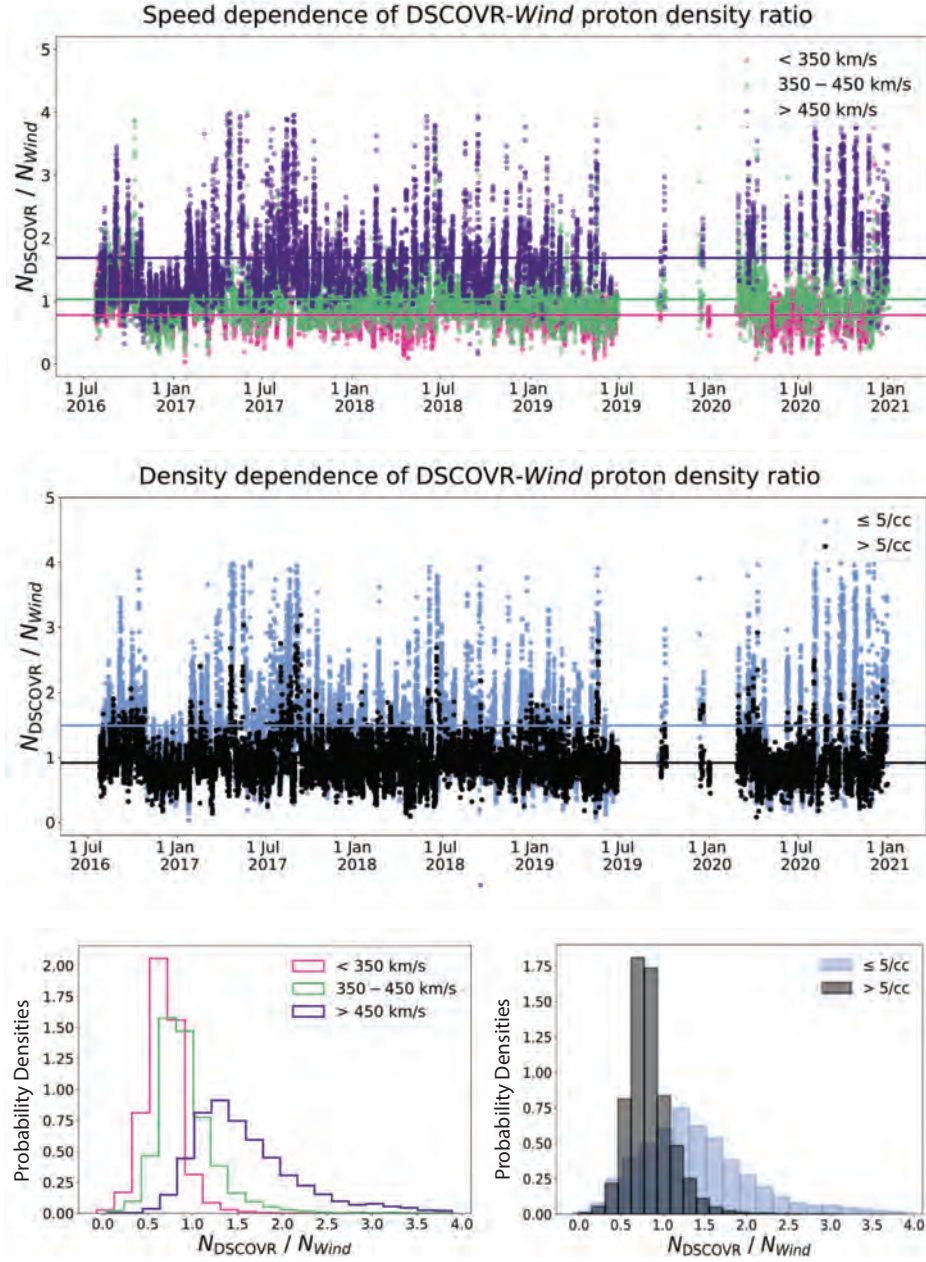 Speed dependence of DSCOVR-Wind proton density ratio
5
4
3
2
1
0
N_DSCOVR / N_Wind
< 350 km/s
350 – 450 km/s
> 450 km/s
1 Jul 1 Jan 1 Jul 1 Jan 1 Jul 1 Jan 1 Jul 1 Jan 1 Jul 1 Jan
2016 2017 2017 2018 2018 2019 2019 2020 2020 2021
Density dependence of DSCOVR-Wind proton density ratio
5
4
3
2
1
0
N_DSCOVR / N_Wind
≤ 5/cc
> 5/cc
1 Jul 1 Jan 1 Jul 1 Jan 1 Jul 1 Jan 1 Jul 1 Jan 1 Jul 1 Jan
2016 2017 2017 2018 2018 2019 2019 2020 2020 2021
Probability Densities
2.00
1.75
1.50
1.25
1.00
0.75
0.50
0.25
0.00
< 350 km/s
350 – 450 km/s
> 450 km/s
0.0 0.5 1.0 1.5 2.0 2.5 3.0 3.5 4.0
N_DSCOVR / N_Wind
Probability Densities
1.75
1.50
1.25
1.00
0.75
0.50
0.25
0.00
≤ 5/cc
> 5/cc
0.0 0.5 1.0 1.5 2.0 2.5 3.0 3.5 4.0
N_DSCOVR / N_Wind